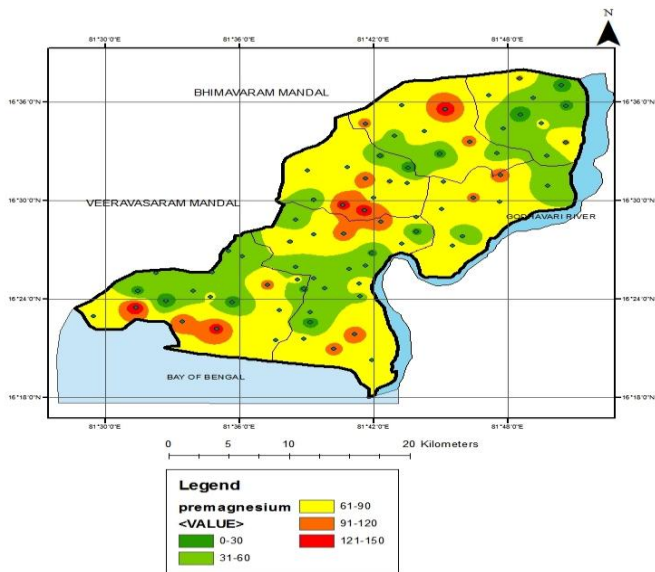 N
81°30'0"E 81°36'0"E 81°42'0"E 81°48'0"E
BHIMAVARAM MANDAL
16°36'0"N 16°36'0"N
16°30'0"N 16°30'0"N
VEERAVASARAM MANDAL
GODHAVARI RIVER
16°24'0"N 16°24'0"N
BAY OF BENGAL
16°18'0"N 16°18'0"N
81°30'0"E 81°36'0"E 81°42'0"E 81°48'0"E
0 5 10 20 Kilometers
Legend
premagnesium
<VALUE>
0-30
31-60
61-90
91-120
121-150